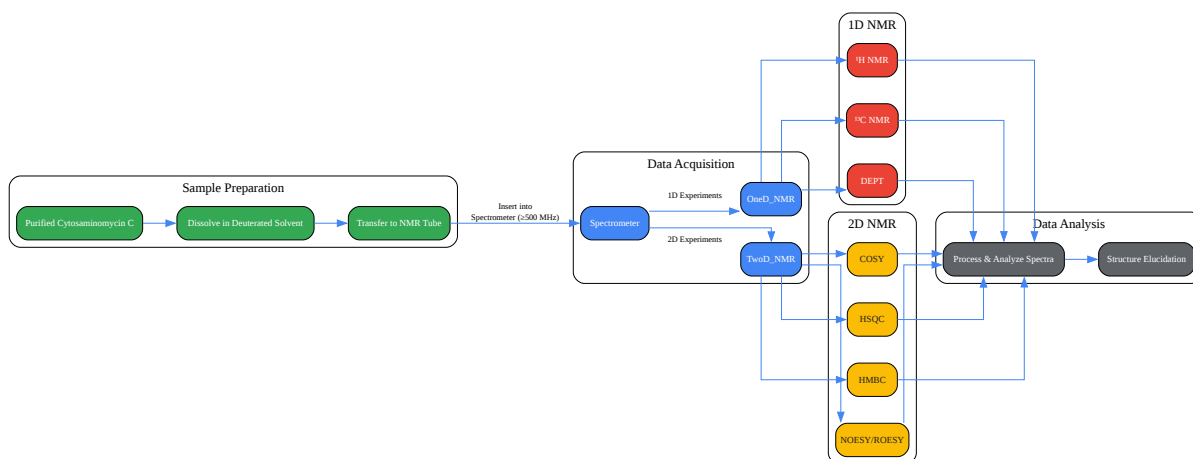 Sample Preparation
Purified Cytosaminomycin C
Dissolve in Deuterated Solvent
Transfer to NMR Tube
Insert into
Spectrometer (≥500 MHz)
Data Acquisition
Spectrometer
1D Experiments
2D Experiments
OneD_NMR
TwoD_NMR
1D NMR
¹H NMR
¹³C NMR
DEPT
2D NMR
COSY
HSQC
HMBC
NOESY/ROESY
Data Analysis
Process & Analyze Spectra
Structure Elucidation